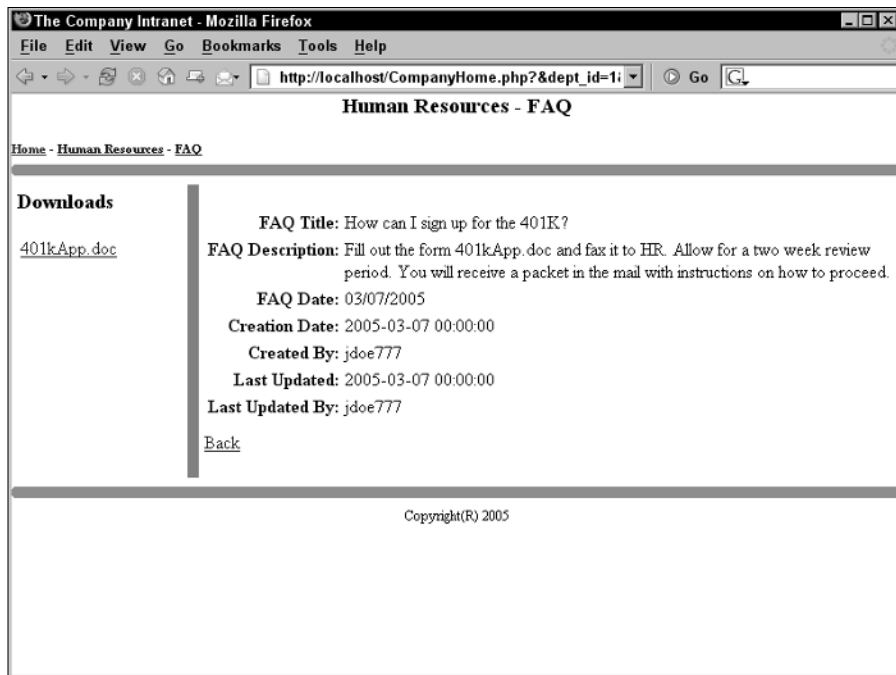 The Company Intranet - Mozilla Firefox
File Edit View Go Bookmarks Tools Help
http://localhost/CompanyHome.php?&dept_id=1 Go G
Human Resources - FAQ
Home - Human Resources - FAQ
Downloads
401kApp.doc
FAQ Title: How can I sign up for the 401K?
FAQ Description: Fill out the form 401kApp.doc and fax it to HR. Allow for a two week review
period. You will receive a packet in the mail with instructions on how to proceed.
FAQ Date: 03/07/2005
Creation Date: 2005-03-07 00:00:00
Created By: jdoe777
Last Updated: 2005-03-07 00:00:00
Last Updated By: jdoe777
Back
Copyright(R) 2005